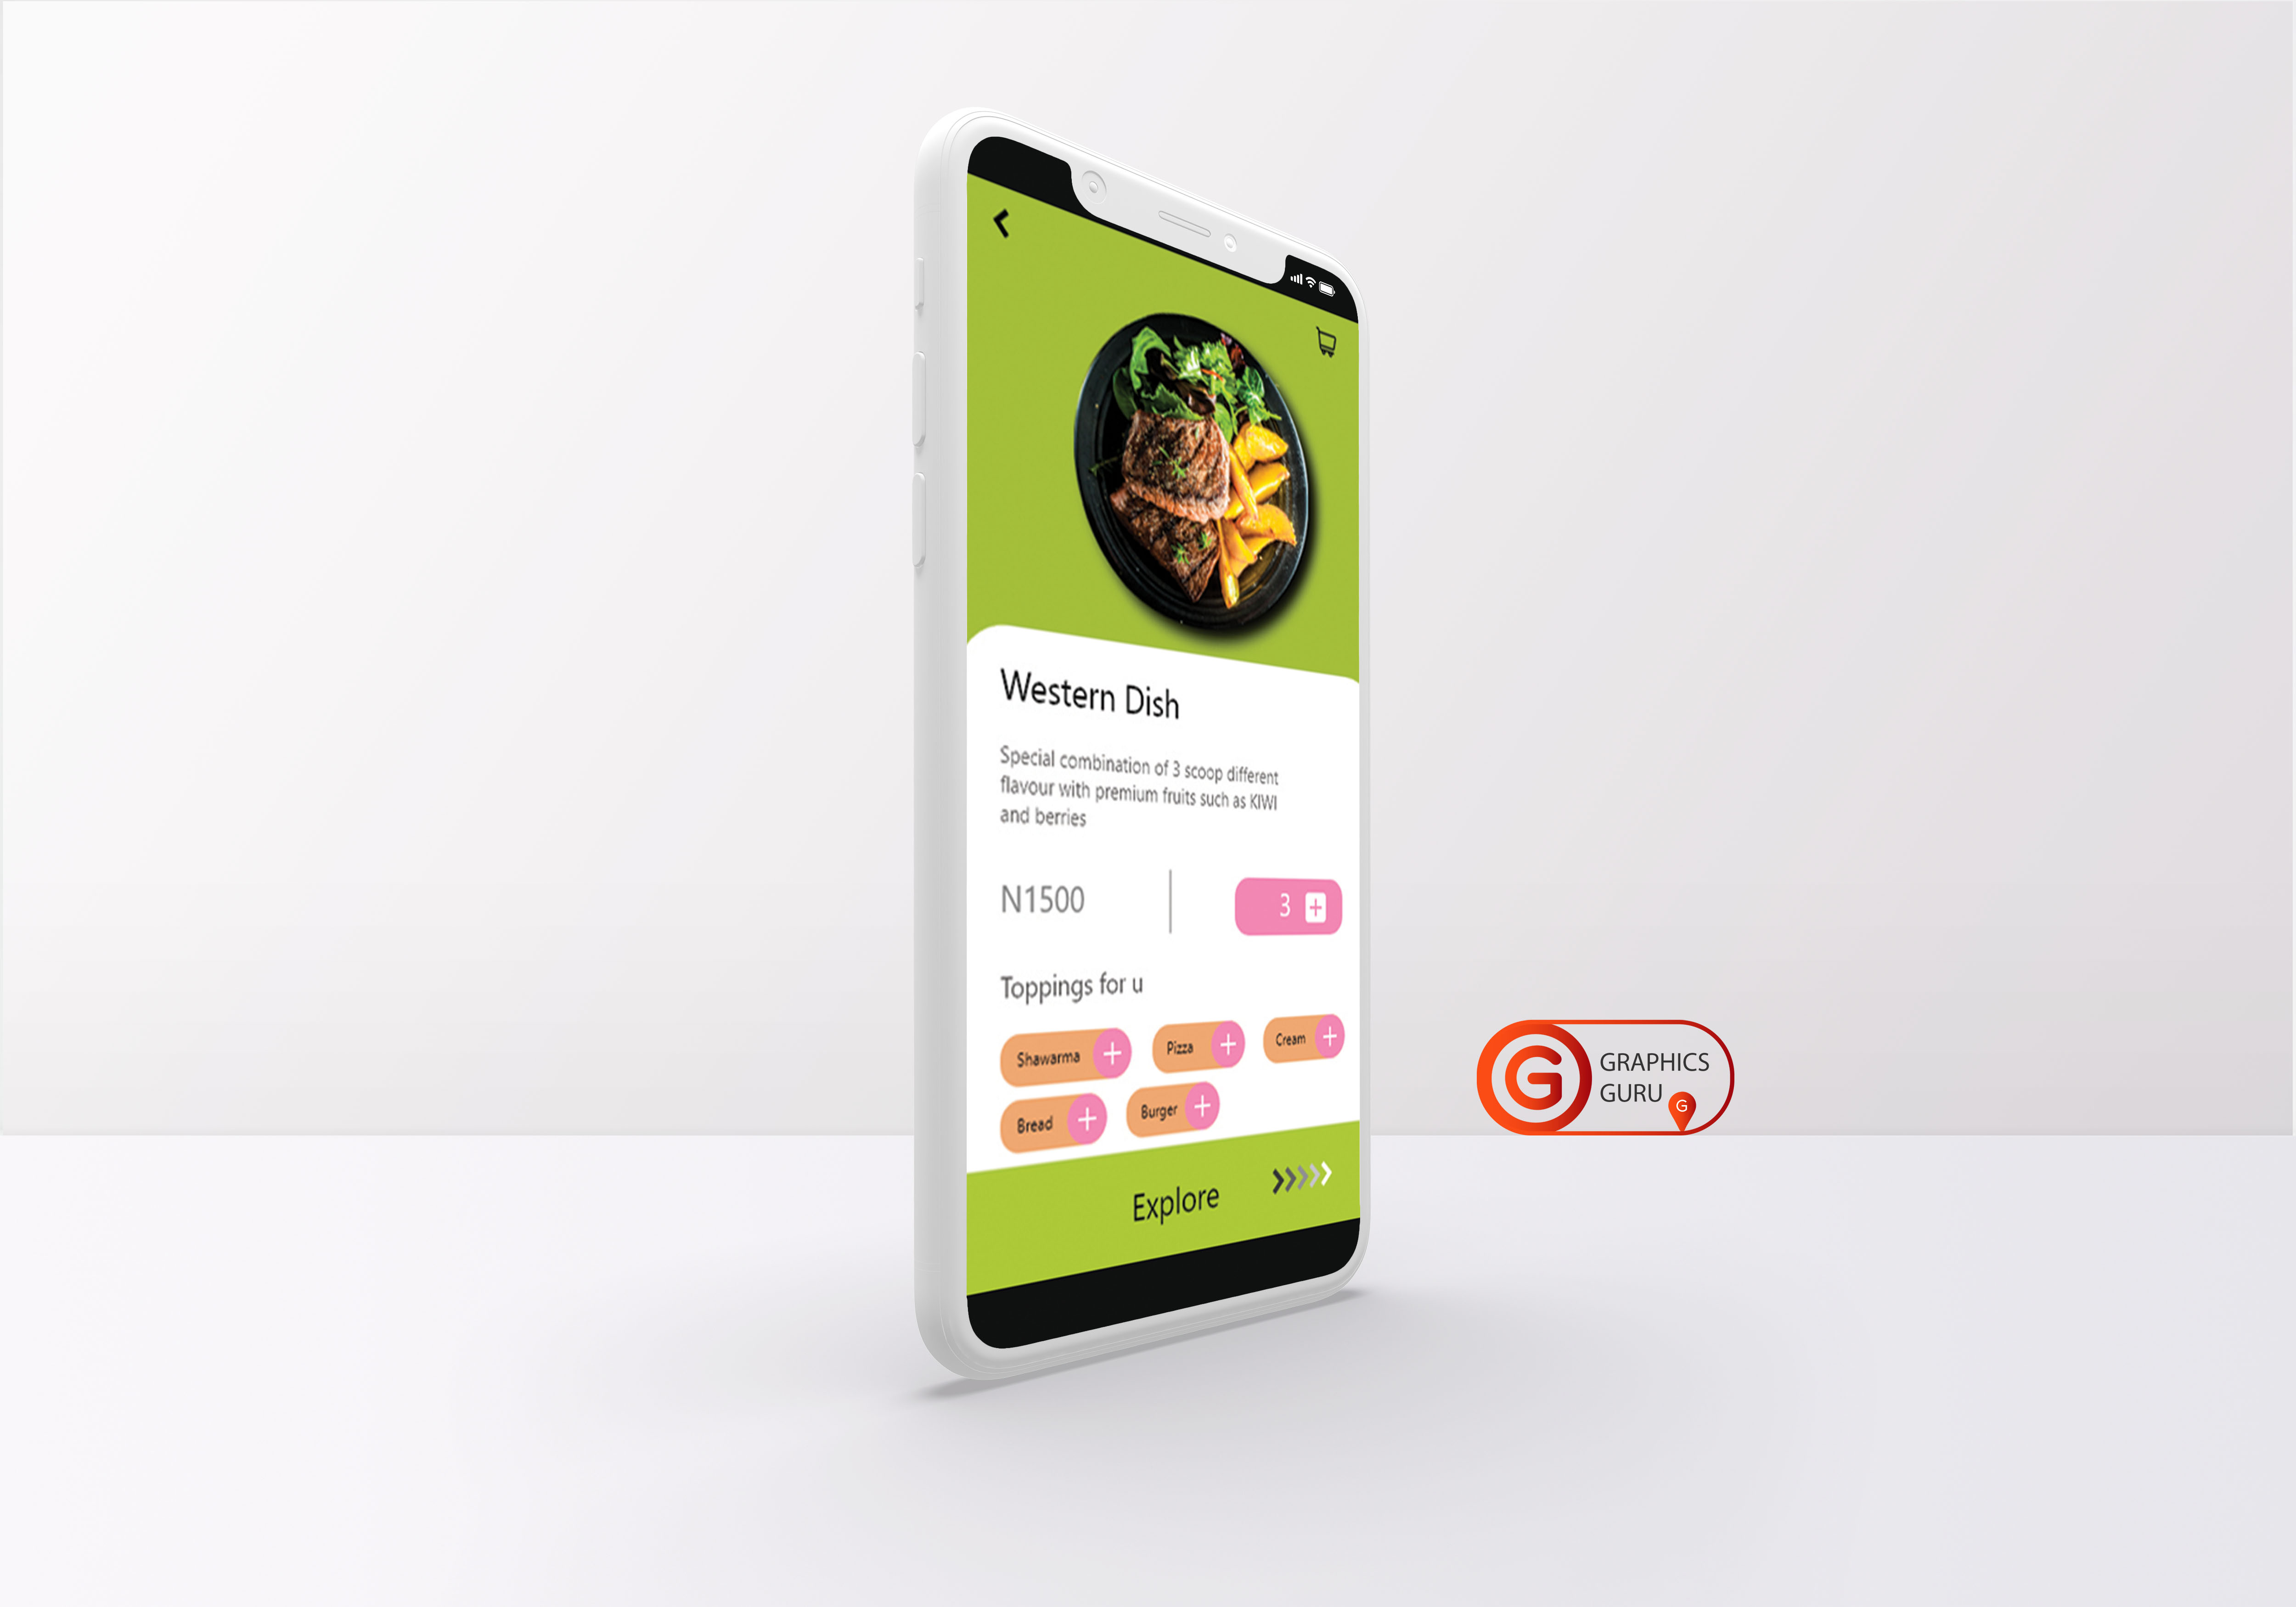 Western Dish
Special combination of 3 scoop different
flavour with premium fruits such as KIWI
and berries
N1500
3
Toppings for u
Shawarma
Pizza
Cream
Bread
Burger
Explore
GRAPHICS
GURU
G